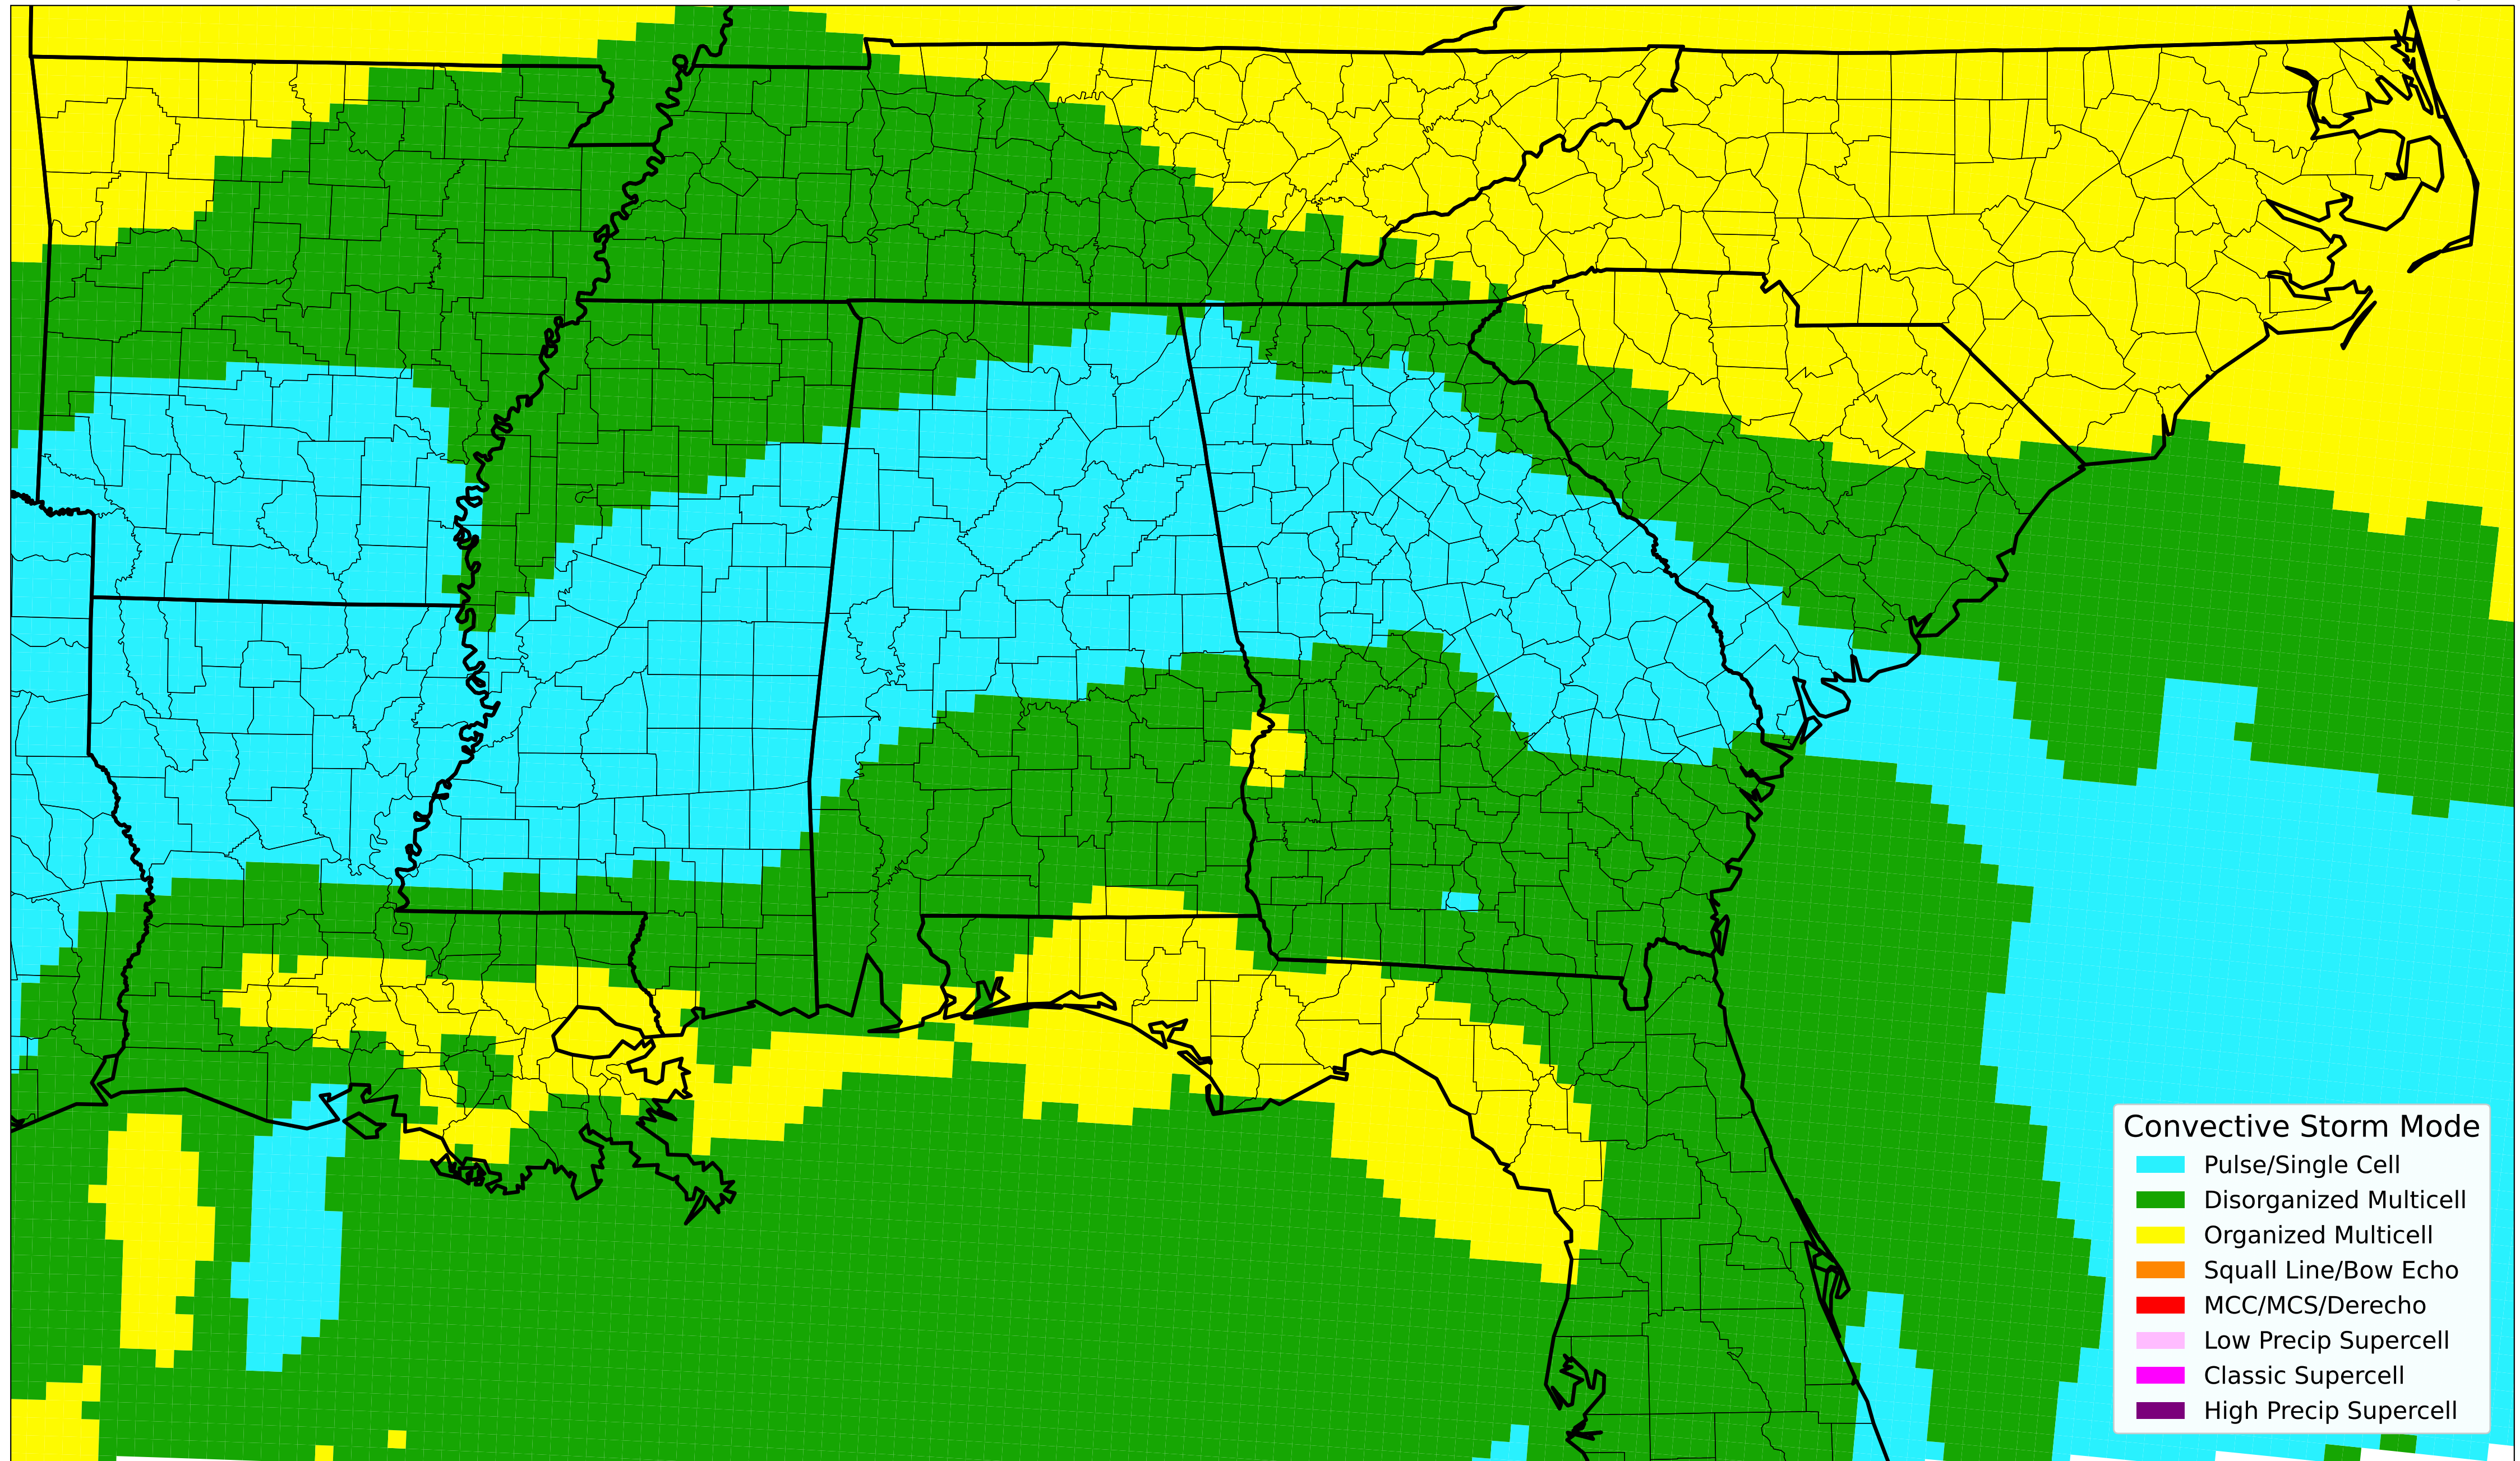 Convective Storm Mode
Pulse/Single Cell
Disorganized Multicell
Organized Multicell
Squall Line/Bow Echo
MCC/MCS/Derecho
Low Precip Supercell
Classic Supercell
High Precip Supercell